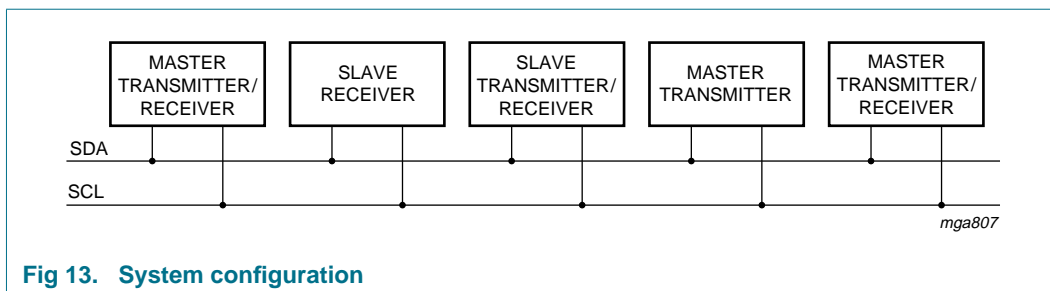 MASTER
TRANSMITTER/
RECEIVER
SLAVE
RECEIVER
SLAVE
TRANSMITTER/
RECEIVER
MASTER
TRANSMITTER
MASTER
TRANSMITTER/
RECEIVER
SDA
SCL
mga807
Fig 13. System configuration